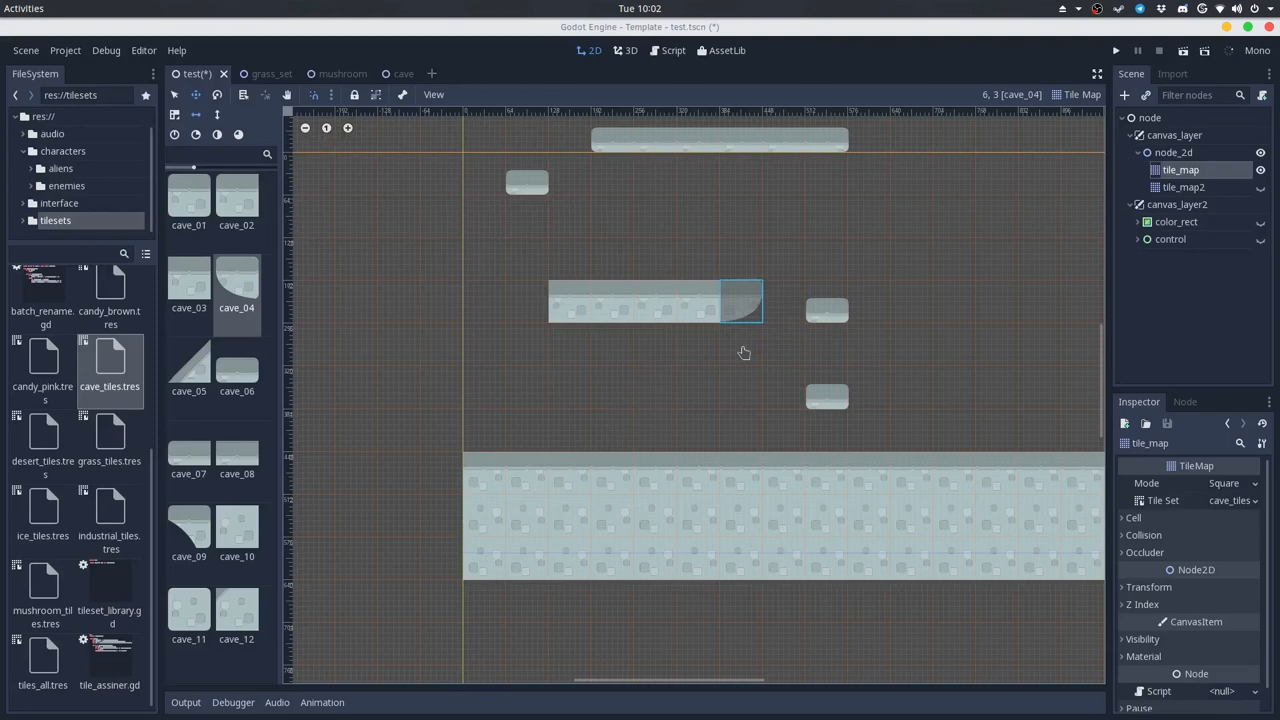 Activities
Tue 10:02
Godot Engine - Template - test.tscn (*)
Scene Project Debug Editor Help
2D 3D Script AssetLib
Mono
FileSystem
test(*) grass_set mushroom cave
Scene Import
res://tilesets
View
6, 3 [cave_04] Tile Map
Filter nodes
res://
audio
characters
aliens
enemies
interface
tilesets
batch_rename.
gd
candy_brown.t
res
candy_pink.tre
s
cave_tiles.tres
desert_tiles.tre
s
grass_tiles.tres
ice_tiles.tres
industrial_tiles.
tres
mushroom_til
es.tres
tileset_library.g
d
tiles_all.tres
tile_assiner.gd
cave_01 cave_02
cave_03 cave_04
cave_05 cave_06
cave_07 cave_08
cave_09 cave_10
cave_11 cave_12
node
canvas_layer
node_2d
tile_map
tile_map2
canvas_layer2
color_rect
control
Inspector Node
tile_map
TileMap
Mode Square
Tile Set cave_tiles
Cell
Collision
Occluder
Node2D
Transform
Z Index
CanvasItem
Visibility
Material
Node
Script <null>
Pause
Output Debugger Audio Animation